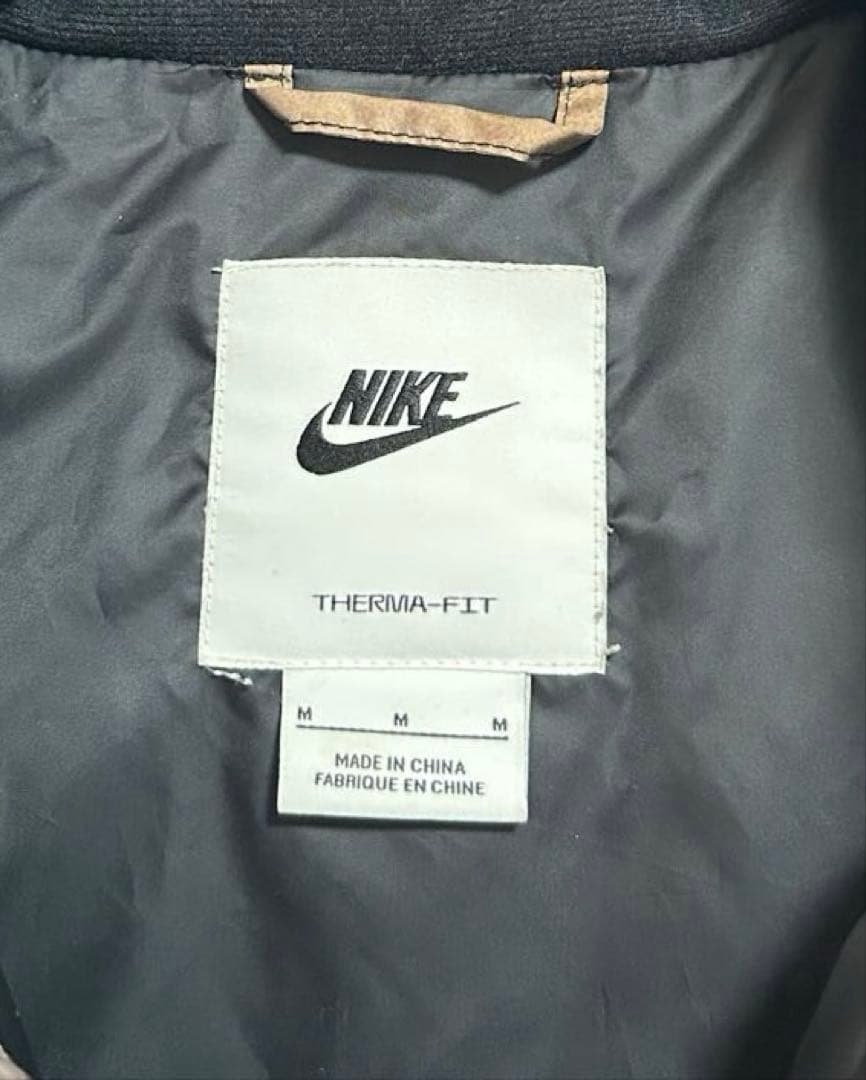 NIKE
THERMA-FIT
M M M
MADE IN CHINA
FABRIQUE EN CHINE